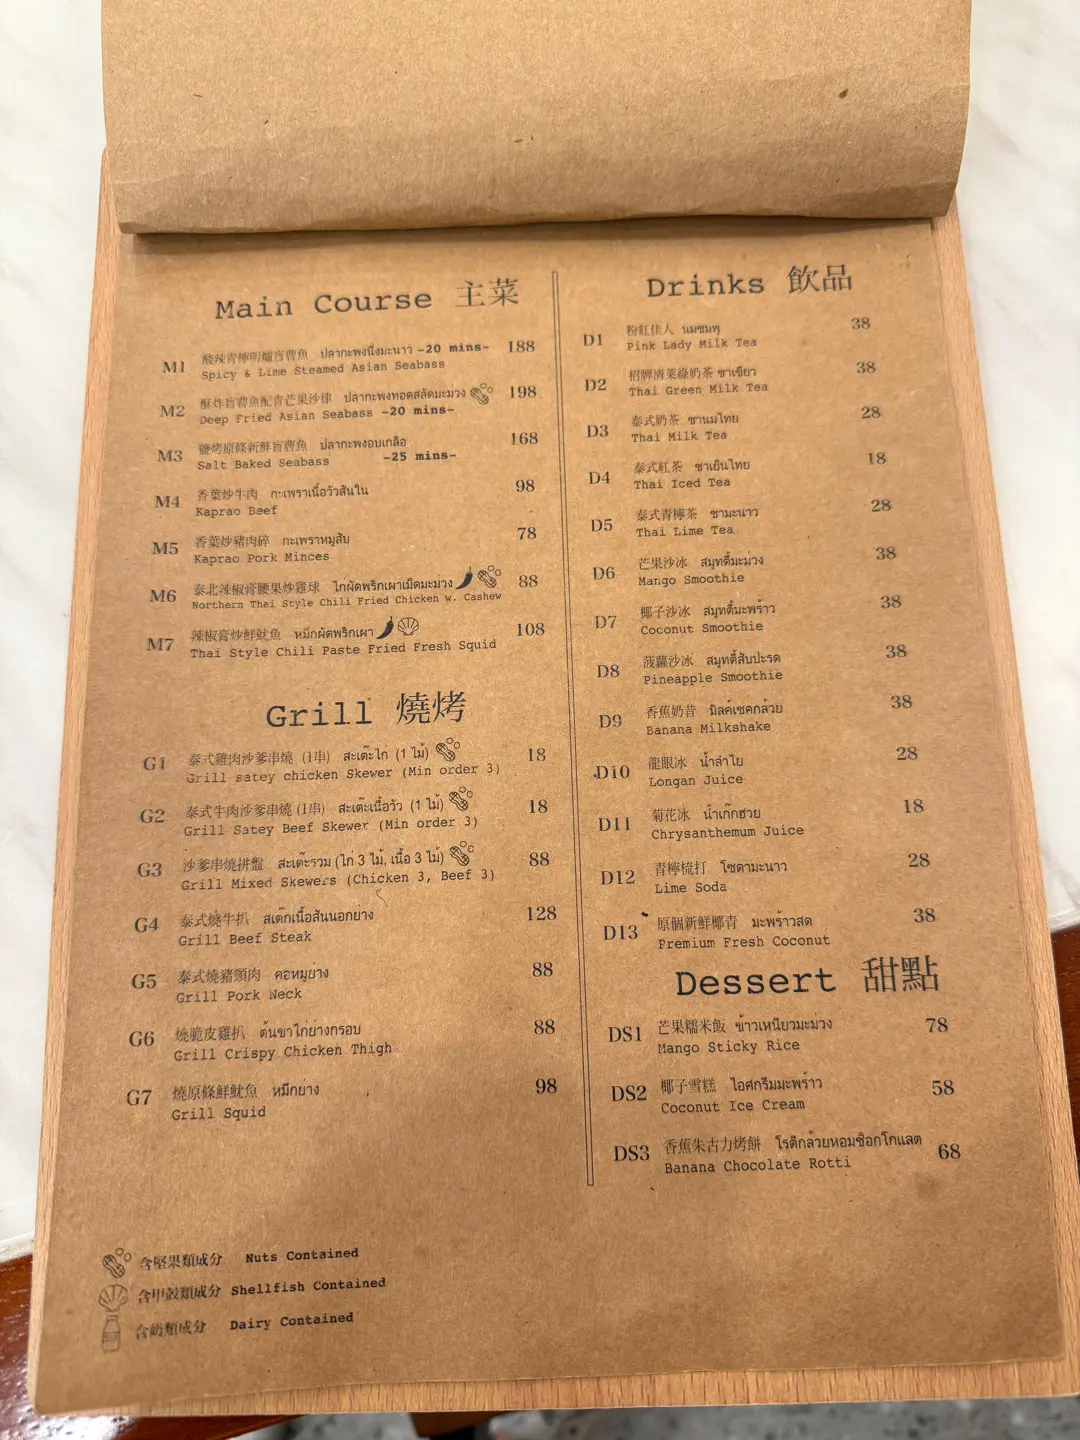 Main Course 主菜
M1 酸辣青檸明爐盲曹魚 ปลากะพงนึ่งมะนาว -20 mins- 188
Spicy & Lime Steamed Asian Seabass
M2 酥炸盲曹魚配青芒果沙律 ปลากะพงทอดสลัดมะม่วง 198
Deep Fried Asian Seabass -20 mins-
M3 鹽烤原條新鮮盲曹魚 ปลากะพงอบเกลือ 168
Salt Baked Seabass -25 mins-
M4 香葉炒牛肉 กะเพราเนื้อวัวสันใน 98
Kaprao Beef
M5 香葉炒豬肉碎 กะเพราหมูสับ 78
Kaprao Pork Minces
M6 泰北辣椒膏腰果炒雞球 ไก่ผัดพริกเผาเม็ดมะม่วง 88
Northern Thai Style Chili Fried Chicken w. Cashew
M7 辣椒膏炒鮮魷魚 หมึกผัดพริกเผา 108
Thai Style Chili Paste Fried Fresh Squid
Grill 燒烤
G1 泰式雞肉沙爹串燒 (1串) สะเต๊ะไก่ (1 ไม้) 18
Grill satey chicken Skewer (Min order 3)
G2 泰式牛肉沙爹串燒 (1串) สะเต๊ะเนื้อวัว (1 ไม้) 18
Grill Satey Beef Skewer (Min order 3)
G3 沙爹串燒拼盤 สะเต๊ะรวม (ไก่ 3 ไม้, เนื้อ 3 ไม้) 88
Grill Mixed Skewers (Chicken 3, Beef 3)
G4 泰式燒牛扒 สเต๊กเนื้อสันนอกย่าง 128
Grill Beef Steak
G5 泰式燒豬頸肉 คอหมูย่าง 88
Grill Pork Neck
G6 燒脆皮雞扒 ต้นขาไก่ย่างกรอบ 88
Grill Crispy Chicken Thigh
G7 燒原條鮮魷魚 หมึกย่าง 98
Grill Squid
含堅果類成分 Nuts Contained
含甲殼類成分 Shellfish Contained
含奶類成分 Dairy Contained
Drinks 飲品
D1 粉紅佳人 นมชมพู 38
Pink Lady Milk Tea
D2 招牌清萊綠奶茶 ชาเขียว 38
Thai Green Milk Tea
D3 泰式奶茶 ชานมไทย 28
Thai Milk Tea
D4 泰式紅茶 ชาเย็นไทย 18
Thai Iced Tea
D5 泰式青檸茶 ชามะนาว 28
Thai Lime Tea
D6 芒果沙冰 สมูทตี้มะม่วง 38
Mango Smoothie
D7 椰子沙冰 สมูทตี้มะพร้าว 38
Coconut Smoothie
D8 菠蘿沙冰 สมูทตี้สับปะรด 38
Pineapple Smoothie
D9 香蕉奶昔 มิลค์เชคกล้วย 38
Banana Milkshake
D10 龍眼冰 น้ำลำไย 28
Longan Juice
D11 菊花冰 น้ำเก๊กฮวย 18
Chrysanthemum Juice
D12 青檸梳打 โซดามะนาว 28
Lime Soda
D13 原個新鮮椰青 มะพร้าวสด 38
Premium Fresh Coconut
Dessert 甜點
DS1 芒果糯米飯 ข้าวเหนียวมะม่วง 78
Mango Sticky Rice
DS2 椰子雪糕 ไอศกรีมมะพร้าว 58
Coconut Ice Cream
DS3 香蕉朱古力烤餅 โรตีกล้วยหอมช็อกโกแลต 68
Banana Chocolate Rotti